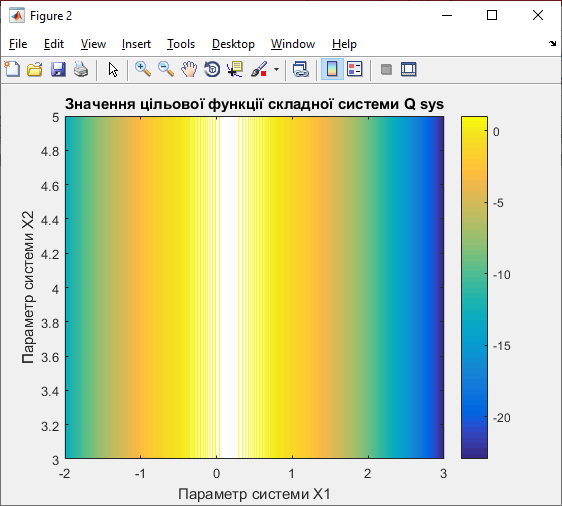 Figure 2
File Edit View Insert Tools Desktop Window Help
Значення цільової функції складної системи Q sys
5
4.8
4.6
4.4
4.2
4
3.8
3.6
3.4
3.2
3
Параметр системи X2
-2 -1 0 1 2 3
Параметр системи X1
0
-5
-10
-15
-20